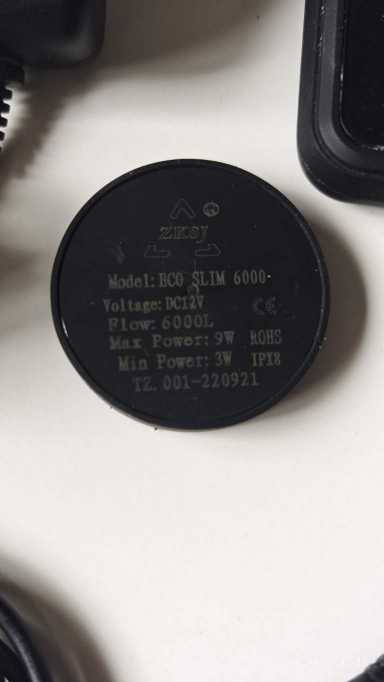 ZKSJ
Model: ECO SLIM 6000
Voltage: DC12V
CE
Flow: 6000L
Max Power: 9W ROHS
Min Power: 3W IPX8
TZ. 001-220921